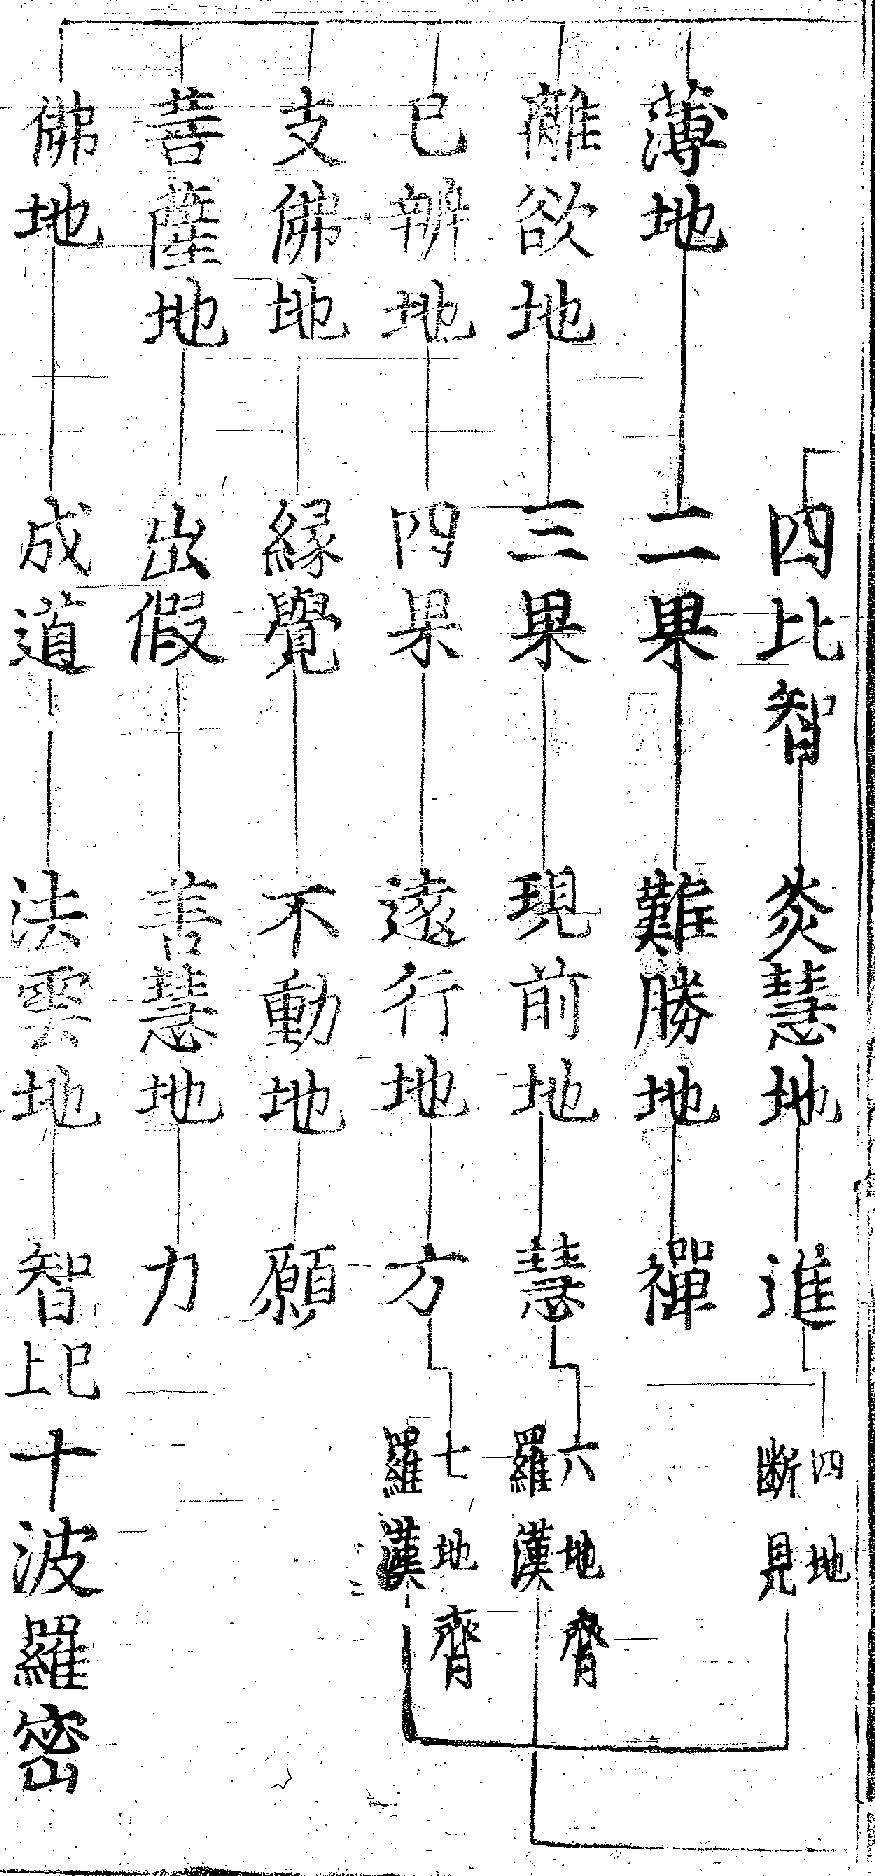 四比智 炎慧地 進 四地
断見
薄地 二果 難勝地 禪
離欲地 三果 現前地 慧 六地齊
羅漢
已辨地 四果 遠行地 方 七地齊
羅漢
支佛地 緣覺 不動地 願
菩薩地 出假 善慧地 力
佛地 成道 法雲地 智 比上十波羅密